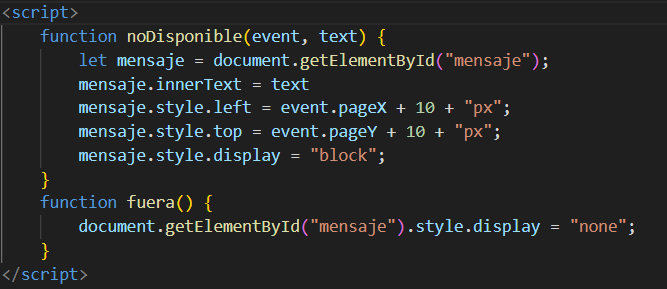 <script>
function noDisponible(event, text) {
let mensaje = document.getElementById("mensaje");
mensaje.innerText = text
mensaje.style.left = event.pageX + 10 + "px";
mensaje.style.top = event.pageY + 10 + "px";
mensaje.style.display = "block";
}
function fuera() {
document.getElementById("mensaje").style.display = "none";
}
</script>